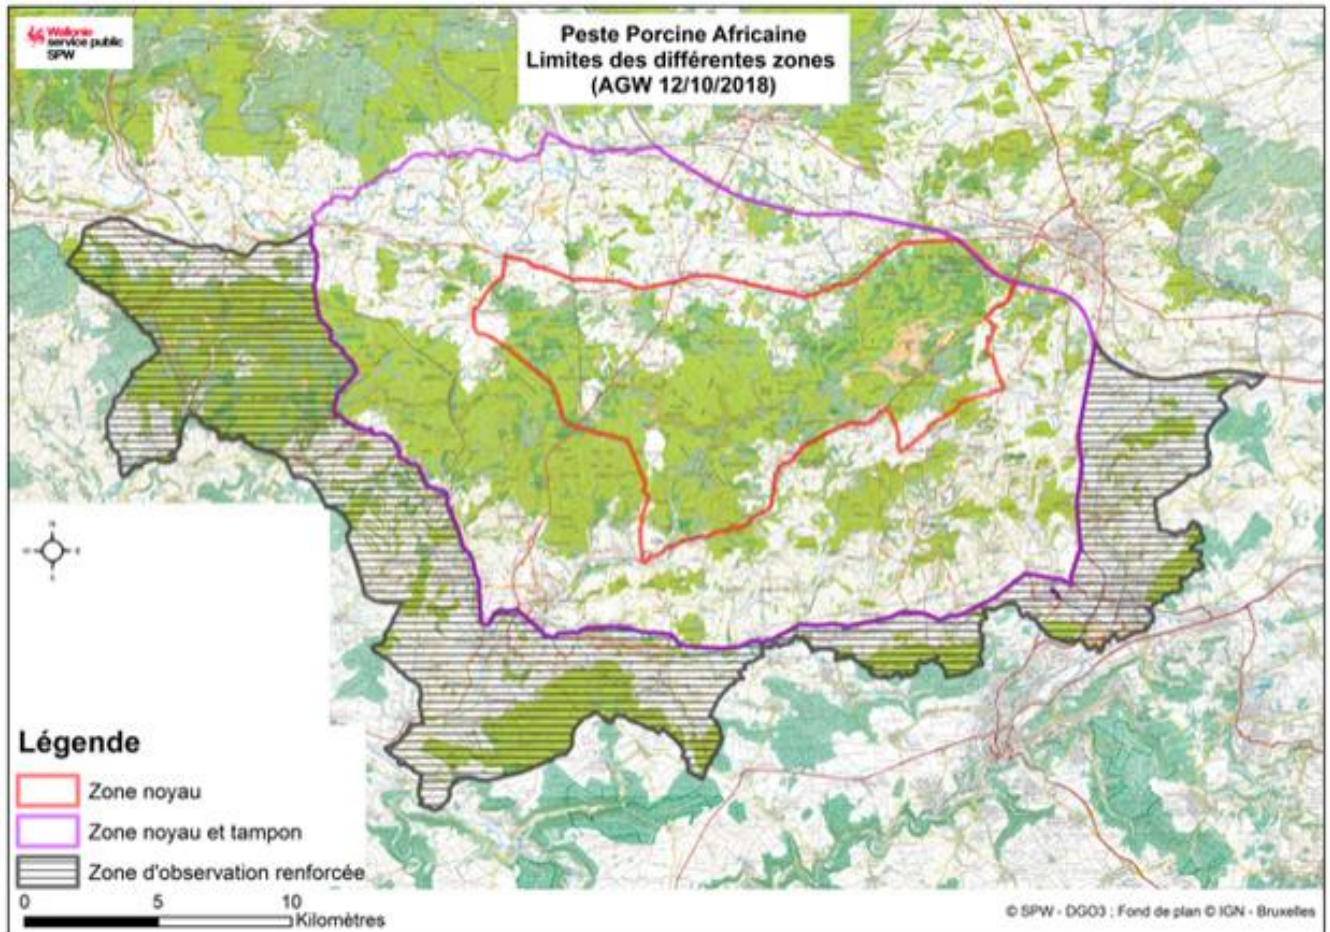 Wallonie
service public
SPW
Peste Porcine Africaine
Limites des différentes zones
(AGW 12/10/2018)
Légende
Zone noyau
Zone noyau et tampon
Zone d'observation renforcée
0 5 10
Kilomètres
© SPW - DGO3 ; Fond de plan © IGN - Bruxelles